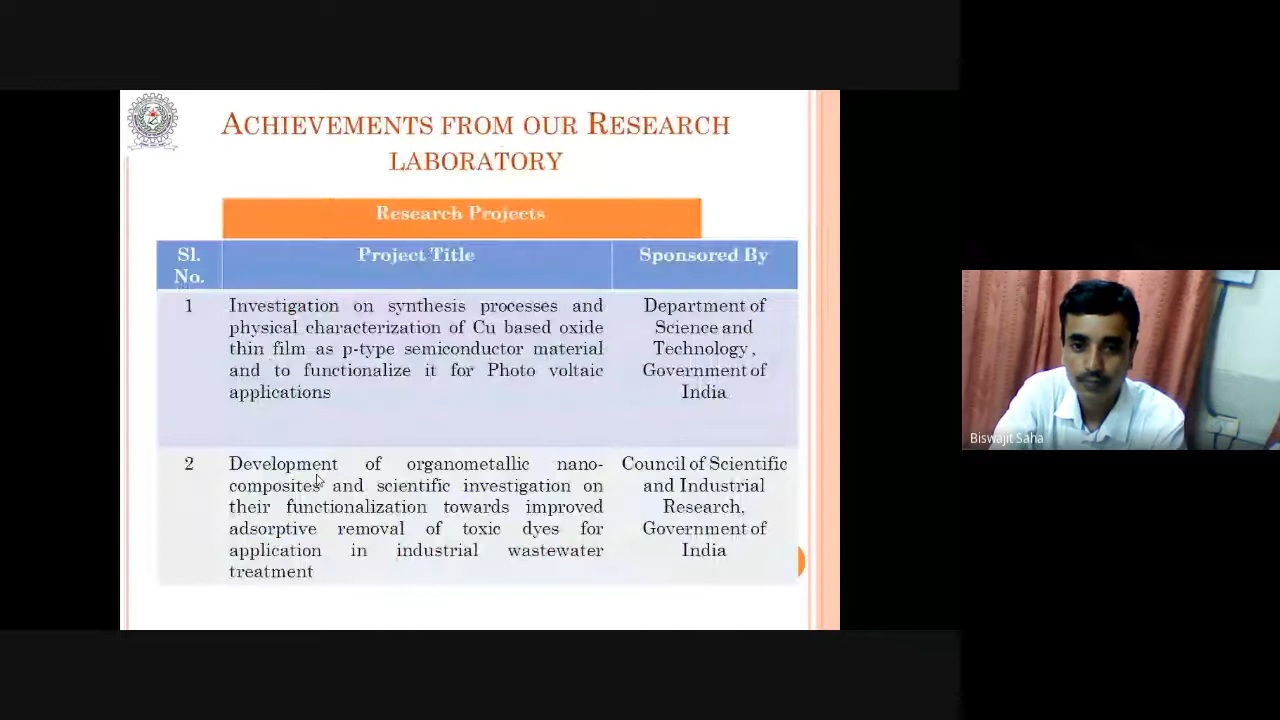 ACHIEVEMENTS FROM OUR RESEARCH
LABORATORY
Research Projects
Sl.
No.
Project Title
Sponsored By
1
Investigation on synthesis processes and
physical characterization of Cu based oxide
thin film as p-type semiconductor material
and to functionalize it for Photo voltaic
applications
Department of
Science and
Technology,
Government of
India
2
Development of organometallic nano-
composites and scientific investigation on
their functionalization towards improved
adsorptive removal of toxic dyes for
application in industrial wastewater
treatment
Council of Scientific
and Industrial
Research,
Government of
India
Biswajit Saha